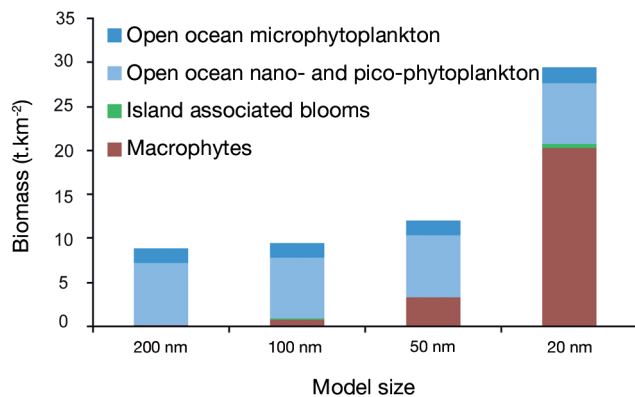 35
30
25
20
15
10
5
0
Biomass (t.km-2)
Open ocean microphytoplankton
Open ocean nano- and pico-phytoplankton
Island associated blooms
Macrophytes
200 nm
100 nm
50 nm
20 nm
Model size